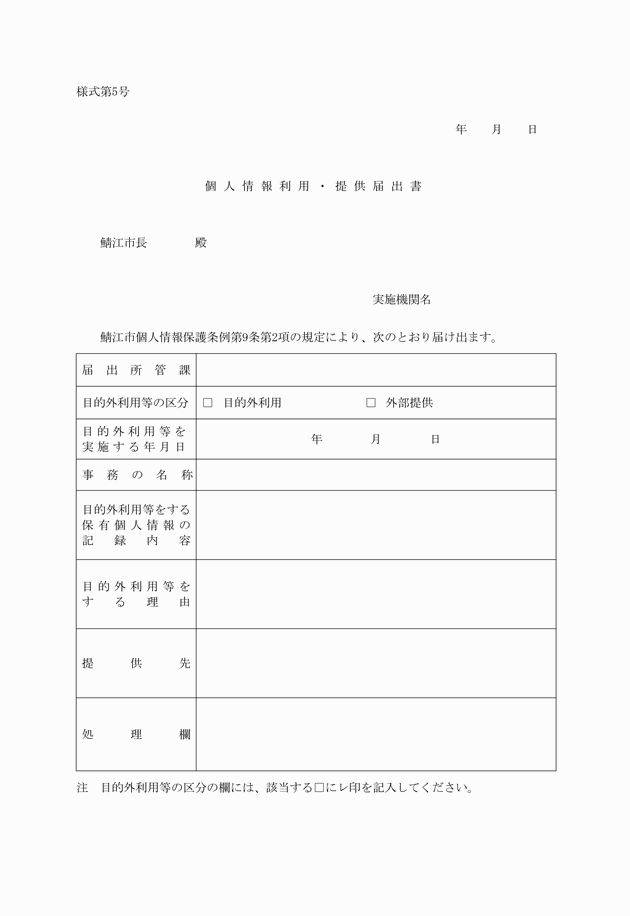 様式第5号
年　　月　　日
個人情報利用・提供届出書
鯖江市長　　　　殿
実施機関名
鯖江市個人情報保護条例第9条第2項の規定により、次のとおり届け出ます。
届出所管課
目的外利用等の区分　□　目的外利用　　　　　　　□　外部提供
目的外利用等を
実施する年月日
年　　　　月　　　　日
事務の名称
目的外利用等をする
保有個人情報の
記録内容
目的外利用等を
する理由
提供先
処理欄
注　目的外利用等の区分の欄には、該当する□にレ印を記入してください。